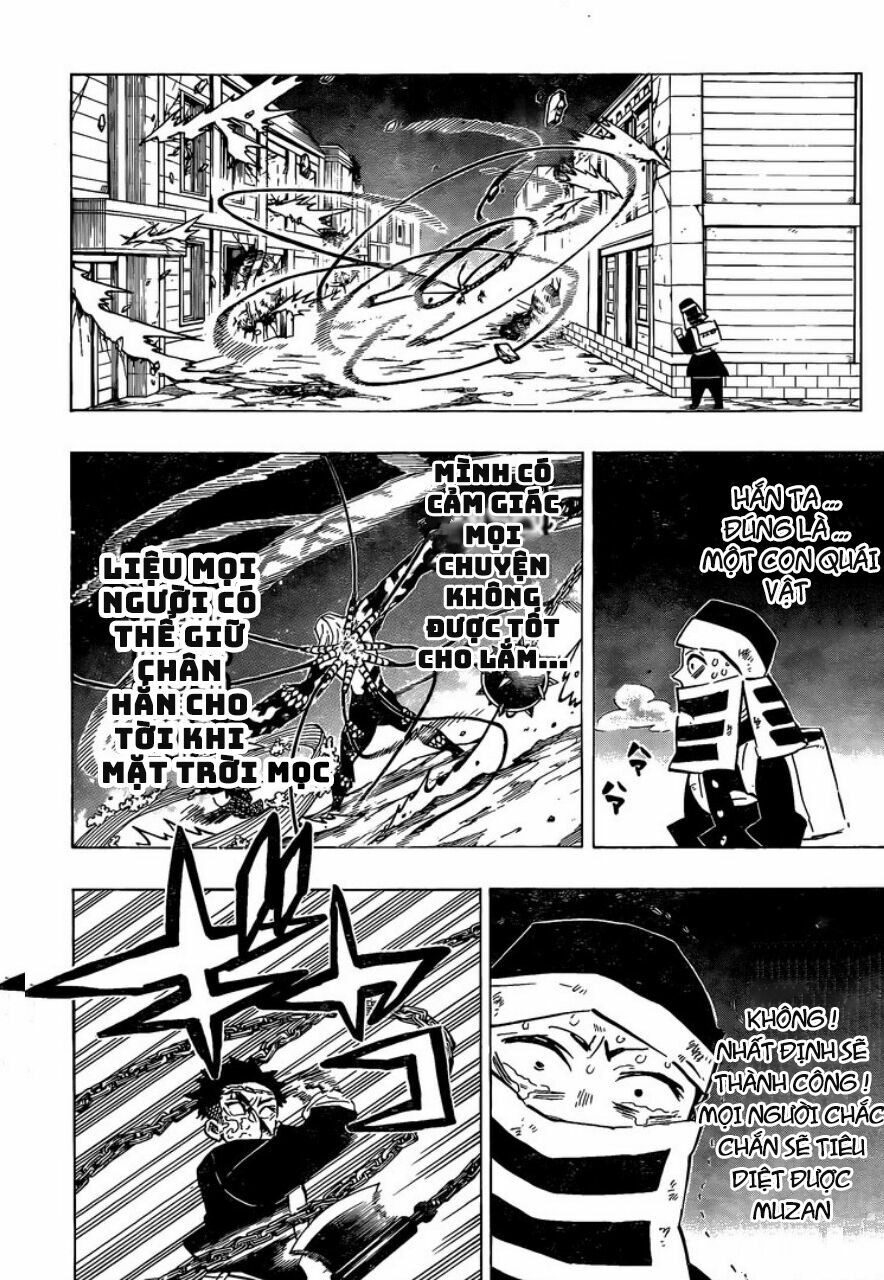 HẮN TA...
ĐÚNG LÀ...
MỘT CON QUÁI
VẬT
MÌNH CÓ
CẢM GIÁC
MỌI
CHUYỆN
KHÔNG
ĐƯỢC TỐT
CHO LẮM...
LIỆU MỌI
NGƯỜI CÓ
THỂ GIỮ
CHÂN
HẮN CHO
TỜI KHI
MẶT TRỜI MỌC
KHÔNG!
NHẤT ĐỊNH SẼ
THÀNH CÔNG!
MỌI NGƯỜI CHẮC
CHẮN SẼ TIÊU
DIỆT ĐƯỢC
MUZAN